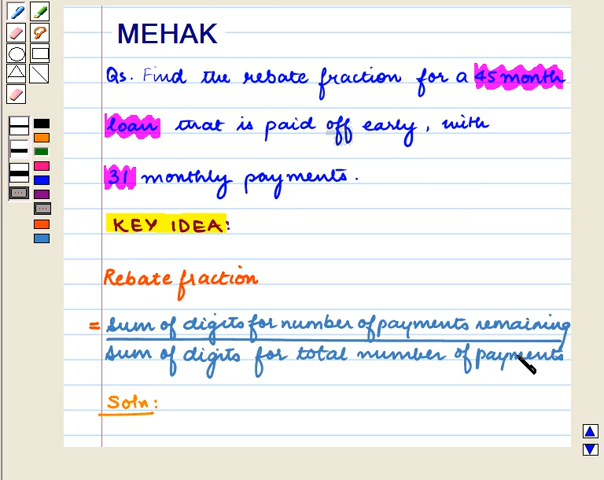 MEHAK
Qs. Find the rebate fraction for a 45 month
loan that is paid off early, with
31 monthly payments.
KEY IDEA:
Rebate fraction
= Sum of digits for number of payments remaining
Sum of digits for total number of payments
Soln: